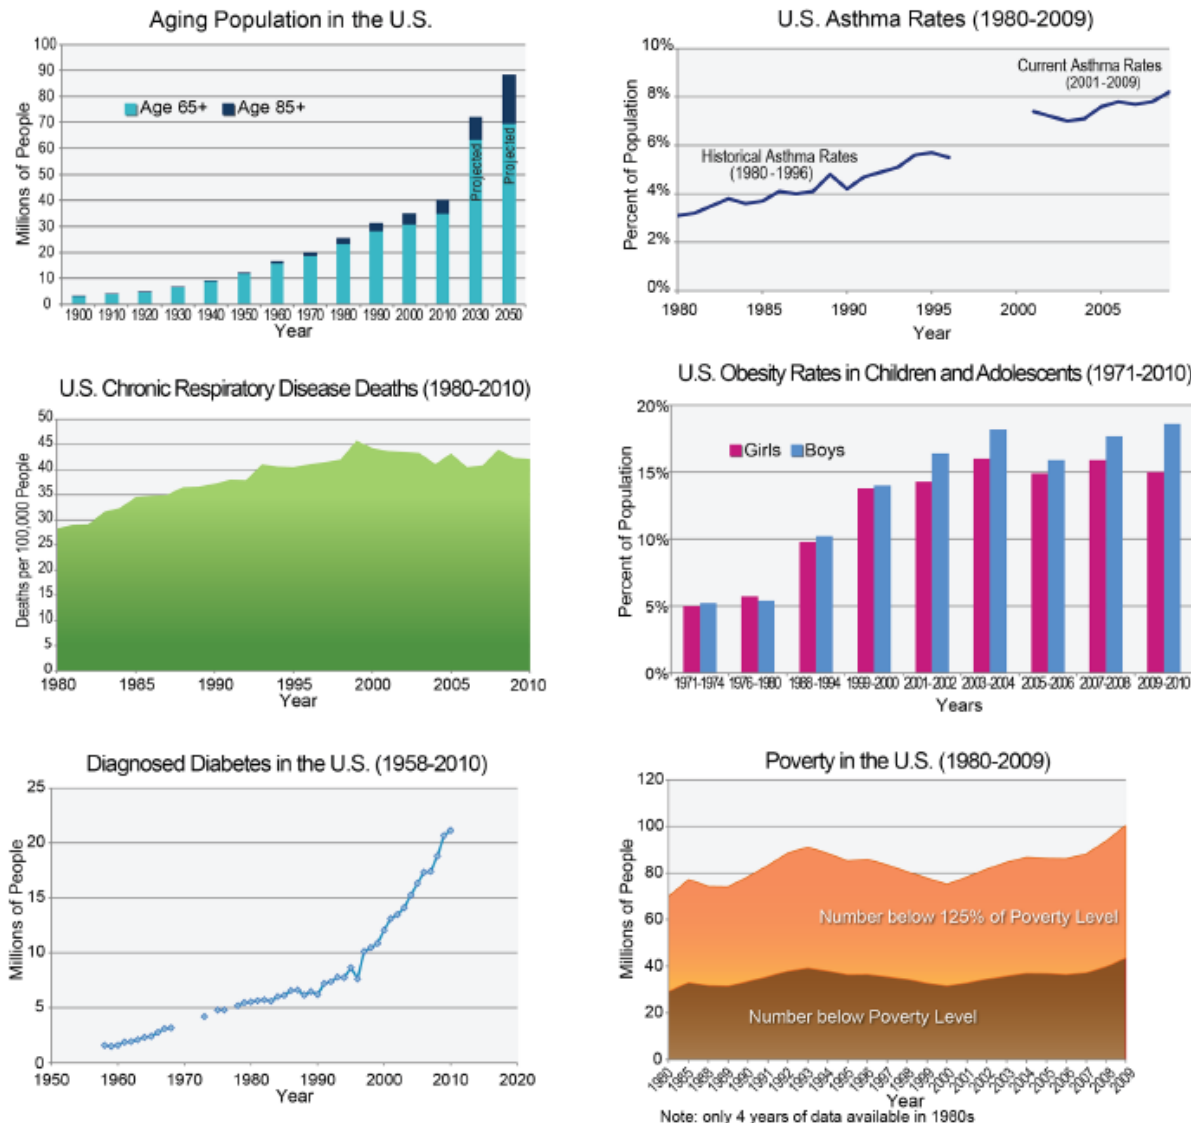 Aging Population in the U.S.
100
90
80
70
60
50
40
30
20
10
0
Millions of People
Age 65+ Age 85+
Projected
Projected
1900 1910 1920 1930 1940 1950 1960 1970 1980 1990 2000 2010 2030 2050
Year
U.S. Asthma Rates (1980-2009)
10%
8%
6%
4%
2%
0%
Percent of Population
Current Asthma Rates
(2001-2009)
Historical Asthma Rates
(1980-1996)
1980 1985 1990 1995 2000 2005
Year
U.S. Chronic Respiratory Disease Deaths (1980-2010)
50
45
40
35
30
25
20
15
10
5
0
Deaths per 100,000 People
1980 1985 1990 1995 2000 2005 2010
Year
U.S. Obesity Rates in Children and Adolescents (1971-2010)
20%
15%
10%
5%
0%
Percent of Population
Girls Boys
1971-1974 1976-1980 1988-1994 1999-2000 2001-2002 2003-2004 2005-2006 2007-2008 2009-2010
Years
Diagnosed Diabetes in the U.S. (1958-2010)
25
20
15
10
5
0
Millions of People
1950 1960 1970 1980 1990 2000 2010 2020
Year
Poverty in the U.S. (1980-2009)
120
100
80
60
40
20
0
Millions of People
Number below 125% of Poverty Level
Number below Poverty Level
1980 1985 1988 1989 1990 1991 1992 1993 1994 1995 1996 1997 1998 1999 2000 2001 2002 2003 2004 2005 2006 2007 2008 2009
Year
Note: only 4 years of data available in 1980s